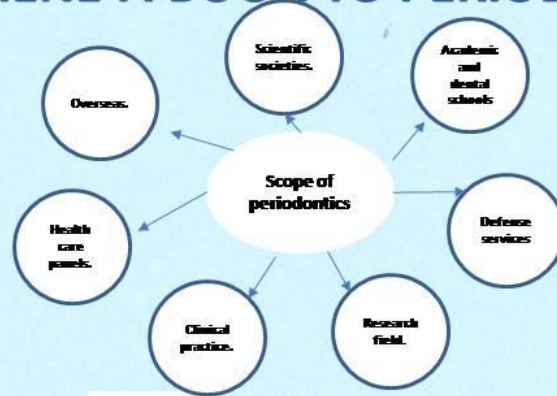 Scientific
societies.
Academic
and
dental
schools
Overseas.
Scope of
periodontics
Health
care
panels.
Defense
services
Clinical
practice.
Research
field.